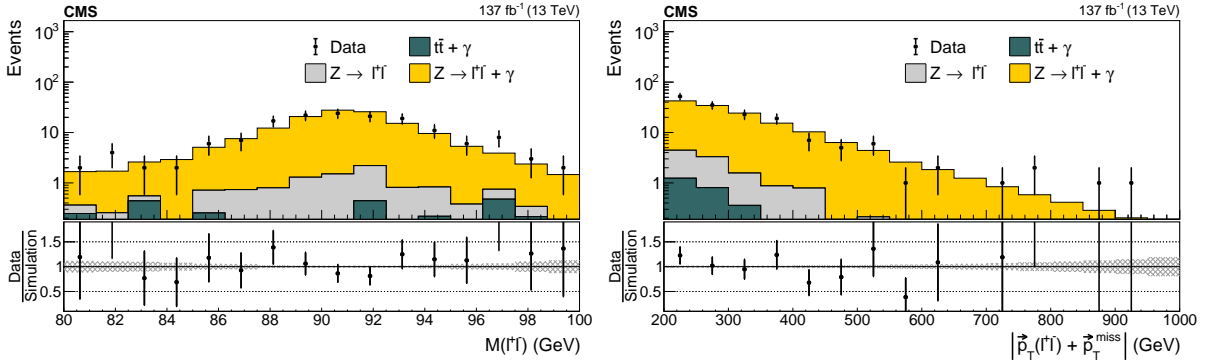 CMS 137 fb⁻¹ (13 TeV)
Events
10³
10²
10
1
Data
tt̄ + γ
Z → l⁺l⁻
Z → l⁺l⁻ + γ
Data
Simulation
1.5
1
0.5
80 82 84 86 88 90 92 94 96 98 100
M(l⁺l⁻) (GeV)
CMS 137 fb⁻¹ (13 TeV)
Events
10³
10²
10
1
Data
tt̄ + γ
Z → l⁺l⁻
Z → l⁺l⁻ + γ
Data
Simulation
1.5
1
0.5
200 300 400 500 600 700 800 900 1000
|p⃗_T(l⁺l⁻) + p⃗_T^miss| (GeV)